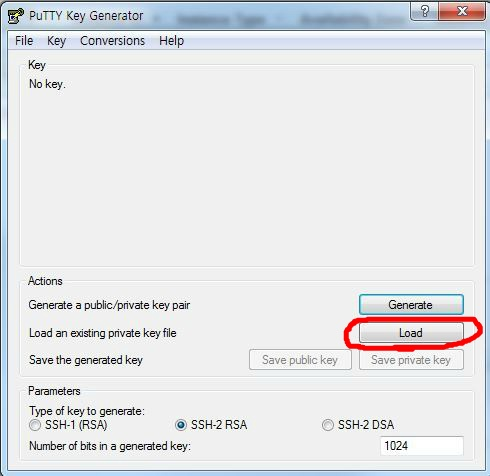 PuTTY Key Generator
File Key Conversions Help
Key
No key.
Actions
Generate a public/private key pair Generate
Load an existing private key file Load
Save the generated key Save public key Save private key
Parameters
Type of key to generate:
SSH-1 (RSA) SSH-2 RSA SSH-2 DSA
Number of bits in a generated key: 1024